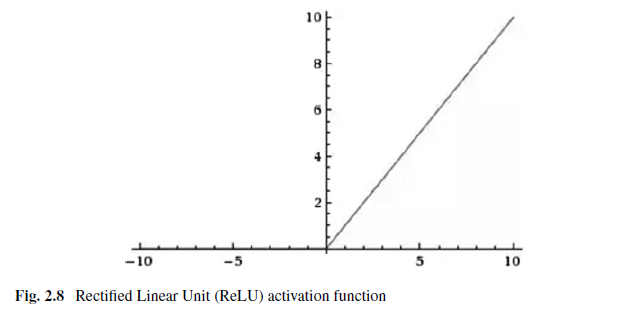 10
8
6
4
2
-10 -5 5 10
Fig. 2.8 Rectified Linear Unit (ReLU) activation function